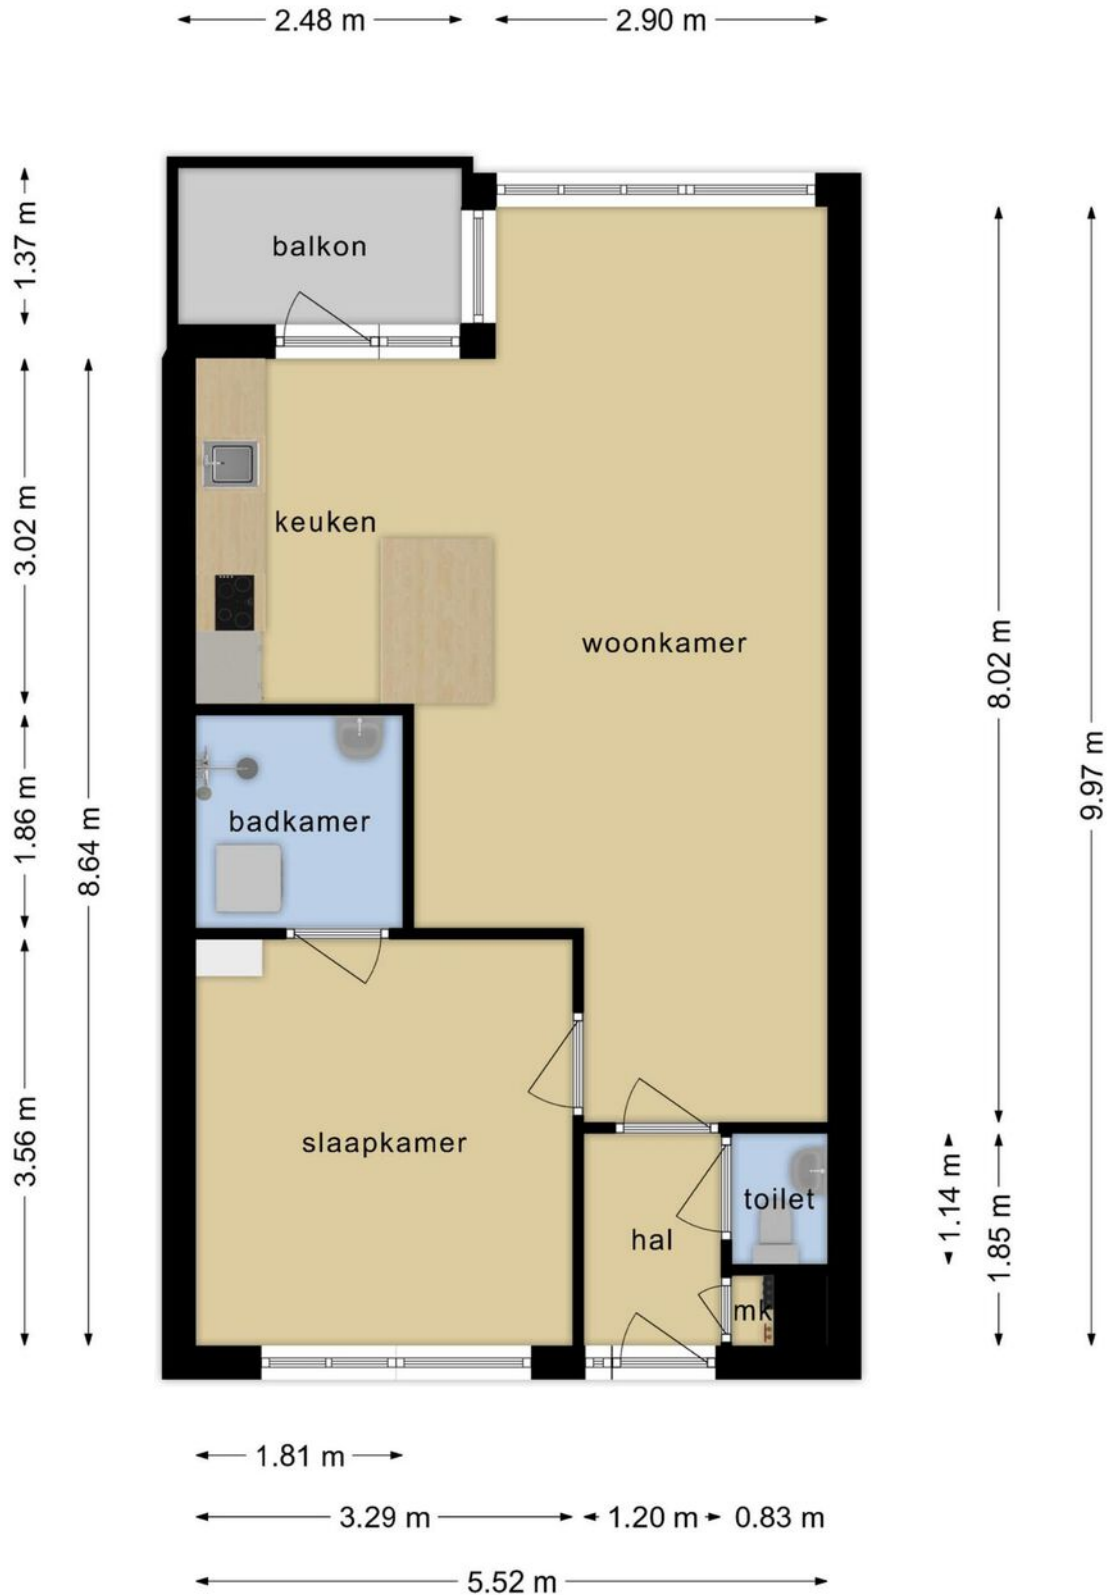 2.48 m
2.90 m
1.37 m
balkon
3.02 m
keuken
woonkamer
8.02 m
9.97 m
1.86 m
8.64 m
badkamer
3.56 m
slaapkamer
hal
toilet
mk
1.14 m
1.85 m
1.81 m
3.29 m
1.20 m
0.83 m
5.52 m